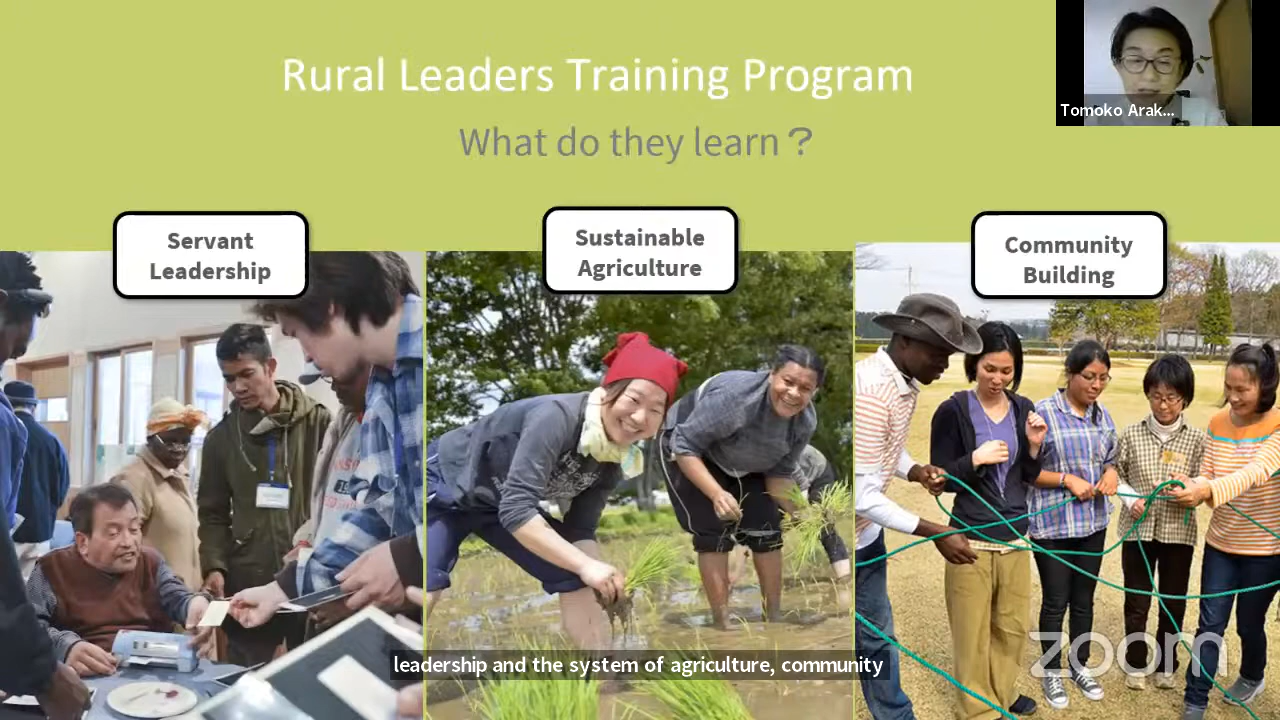 Rural Leaders Training Program
What do they learn？
Tomoko Arak...
Servant
Leadership
Sustainable
Agriculture
Community
Building
leadership and the system of agriculture, community
zoom